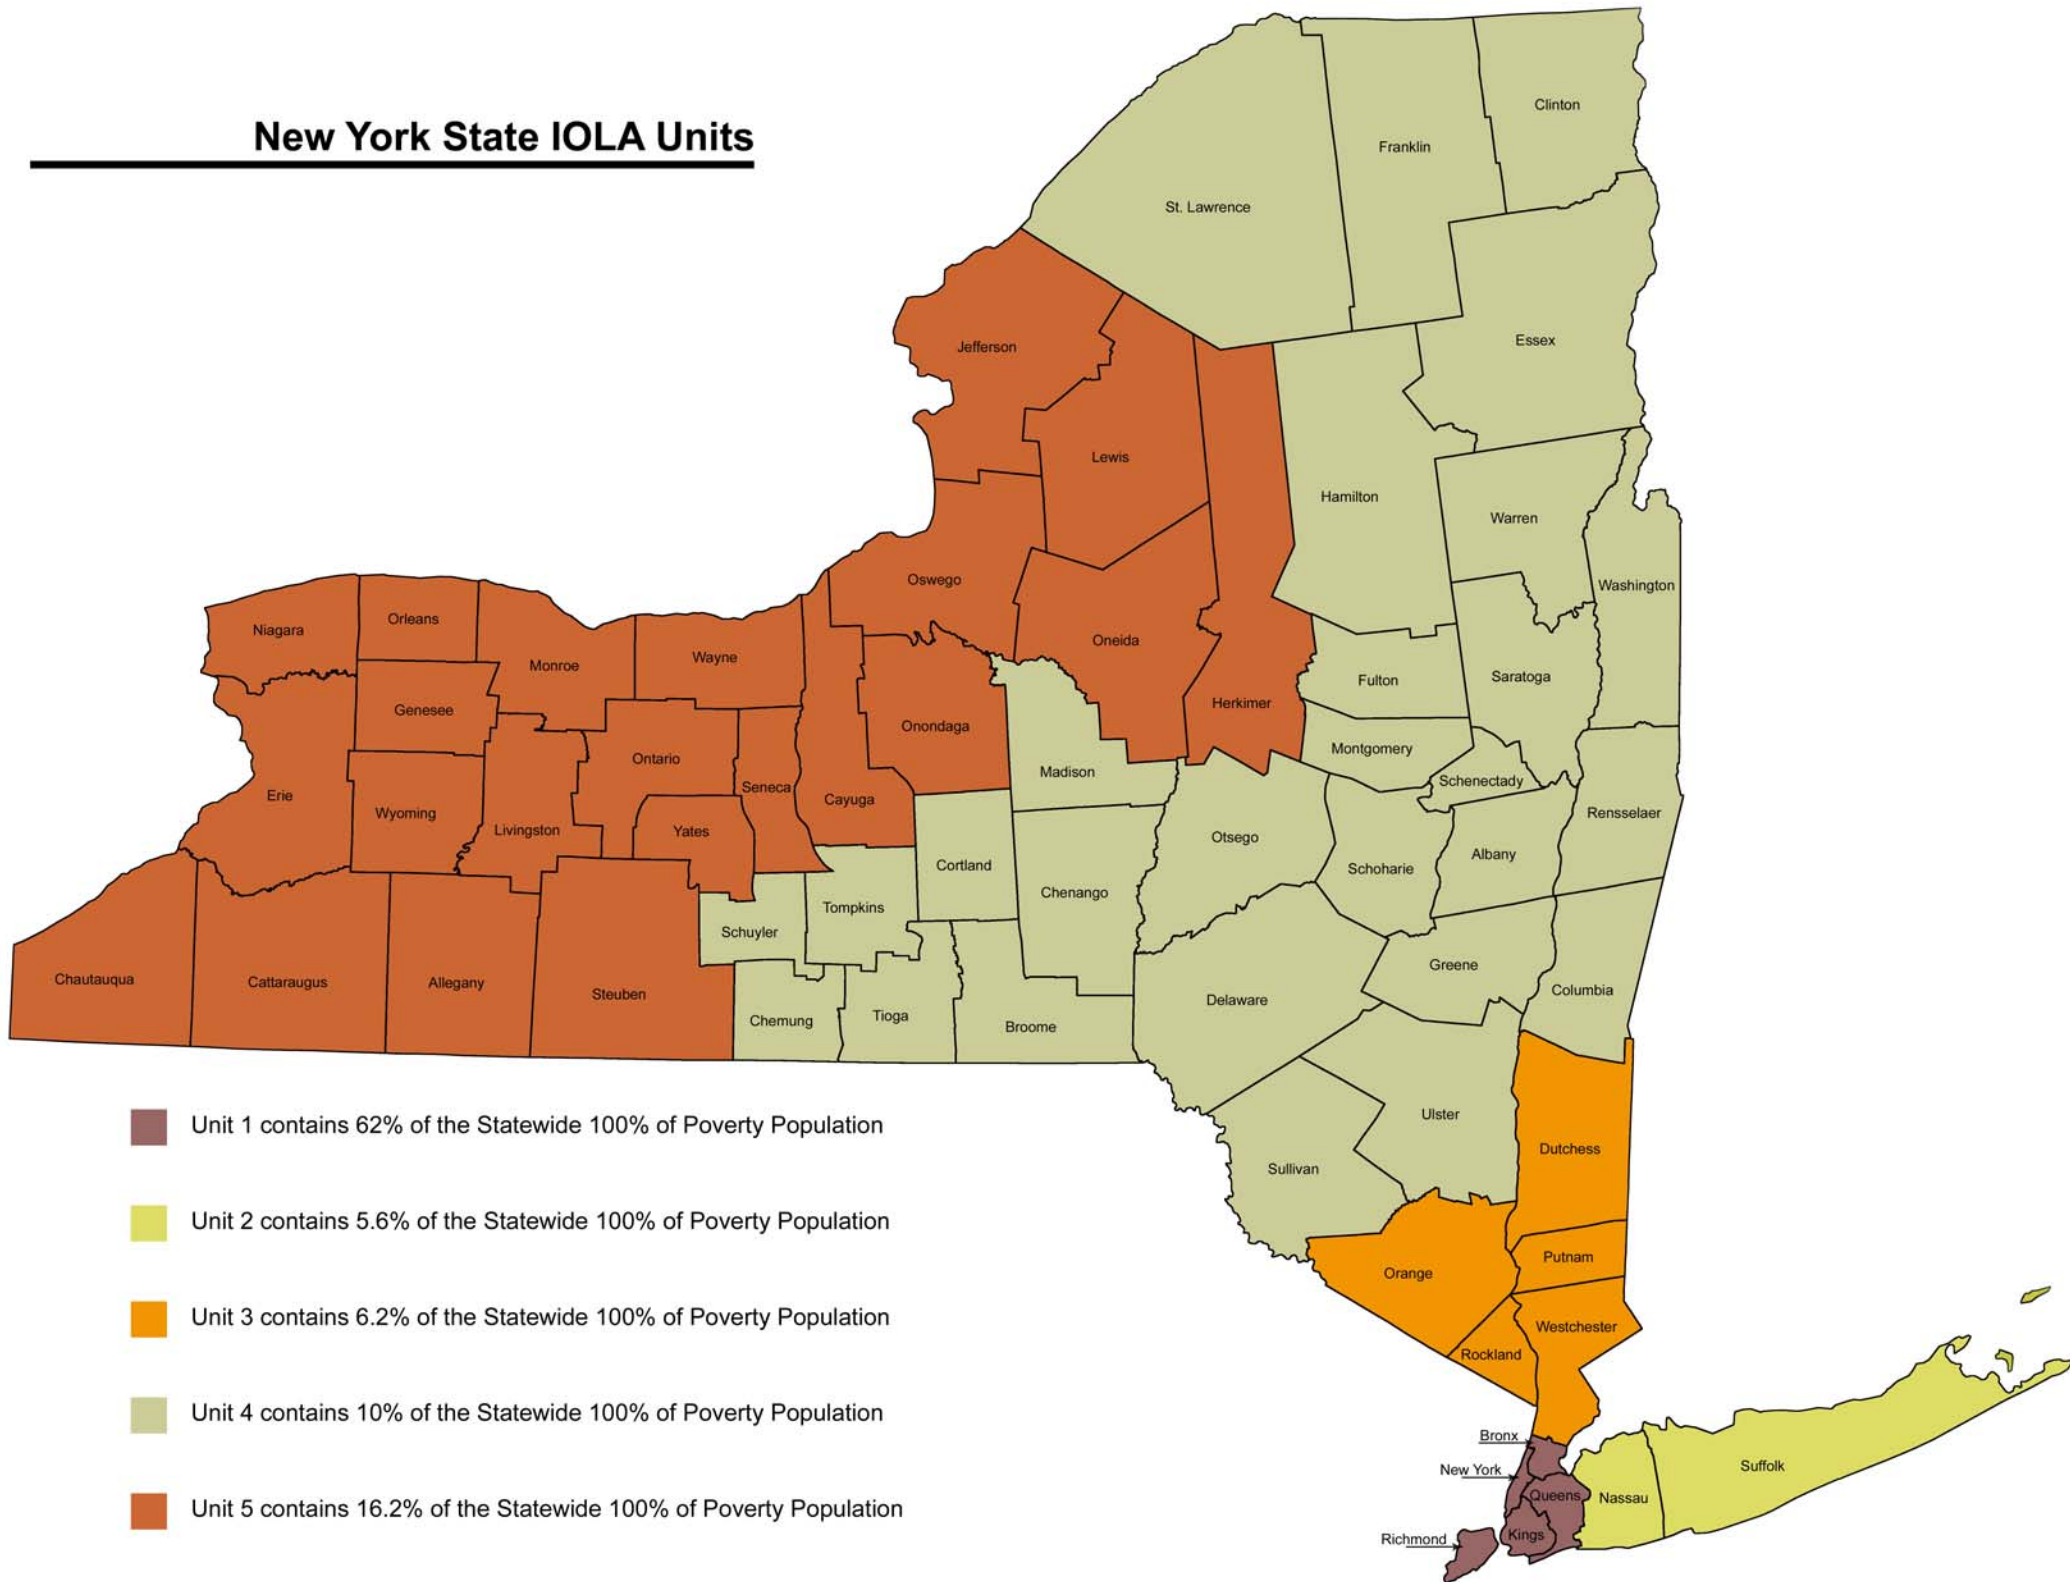 New York State IOLA Units
Clinton
Franklin
St. Lawrence
Essex
Jefferson
Lewis
Hamilton
Warren
Oswego
Washington
Niagara
Orleans
Oneida
Monroe
Wayne
Fulton
Saratoga
Genesee
Herkimer
Onondaga
Montgomery
Ontario
Madison
Schenectady
Seneca
Erie
Cayuga
Wyoming
Rensselaer
Livingston
Yates
Otsego
Albany
Cortland
Schoharie
Chenango
Tompkins
Schuyler
Greene
Chautauqua
Cattaraugus
Allegany
Columbia
Steuben
Delaware
Tioga
Chemung
Broome
Ulster
Unit 1 contains 62% of the Statewide 100% of Poverty Population
Dutchess
Sullivan
Unit 2 contains 5.6% of the Statewide 100% of Poverty Population
Putnam
Orange
Unit 3 contains 6.2% of the Statewide 100% of Poverty Population
Westchester
Rockland
Unit 4 contains 10% of the Statewide 100% of Poverty Population
Bronx
Suffolk
New York
Queens
Nassau
Unit 5 contains 16.2% of the Statewide 100% of Poverty Population
Kings
Richmond